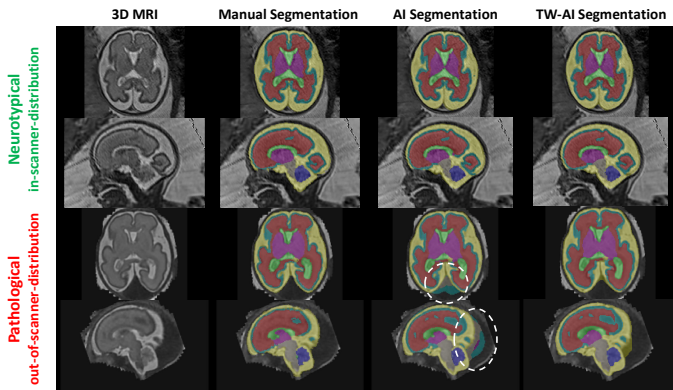 3D MRI
Manual Segmentation
AI Segmentation
TW-AI Segmentation
Neurotypical
in-scanner-distribution
Pathological
out-of-scanner-distribution